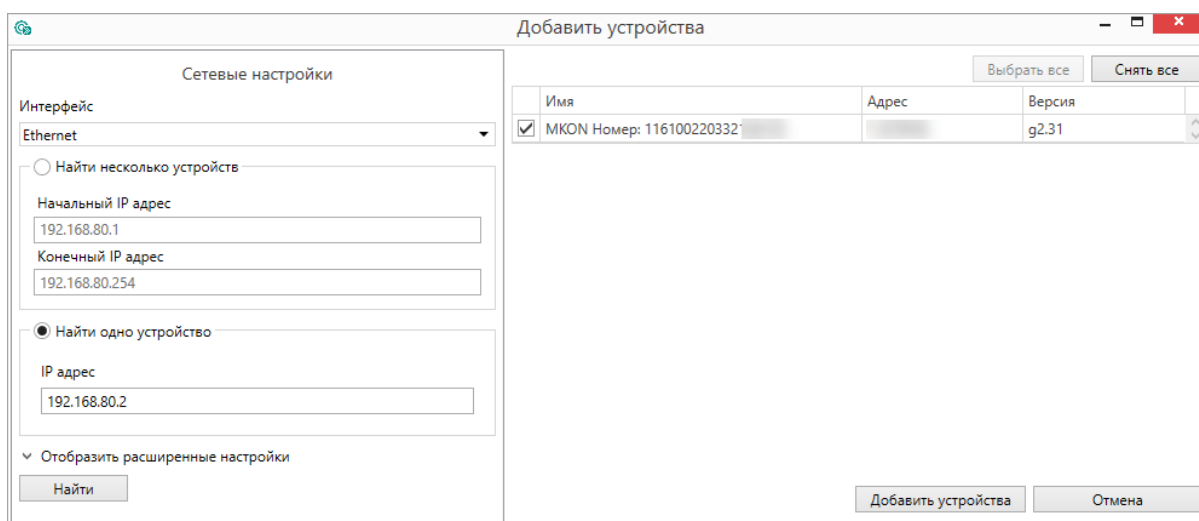 Добавить устройства
Сетевые настройки
Интерфейс
Ethernet
Найти несколько устройств
Начальный IP адрес
192.168.80.1
Конечный IP адрес
192.168.80.254
Найти одно устройство
IP адрес
192.168.80.2
Отобразить расширенные настройки
Найти
Выбрать все Снять все
Имя Адрес Версия
MKON Номер: g2.31
Добавить устройства Отмена